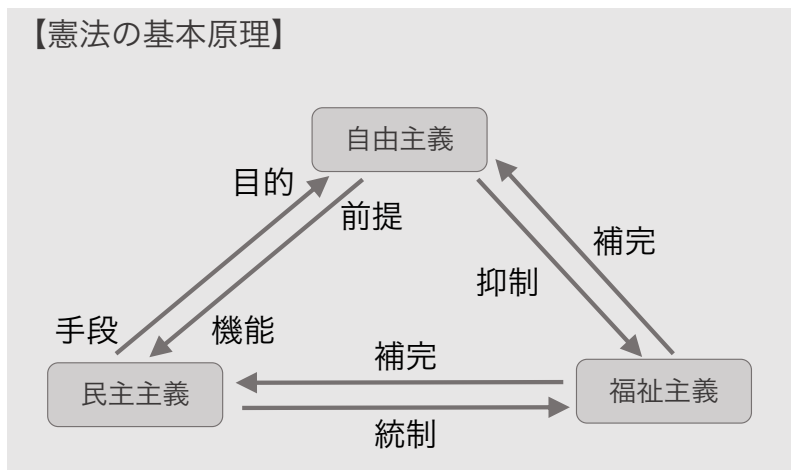 【憲法の基本原理】
自由主義
目的
前提
補完
抑制
手段
機能
補完
民主主義
福祉主義
統制